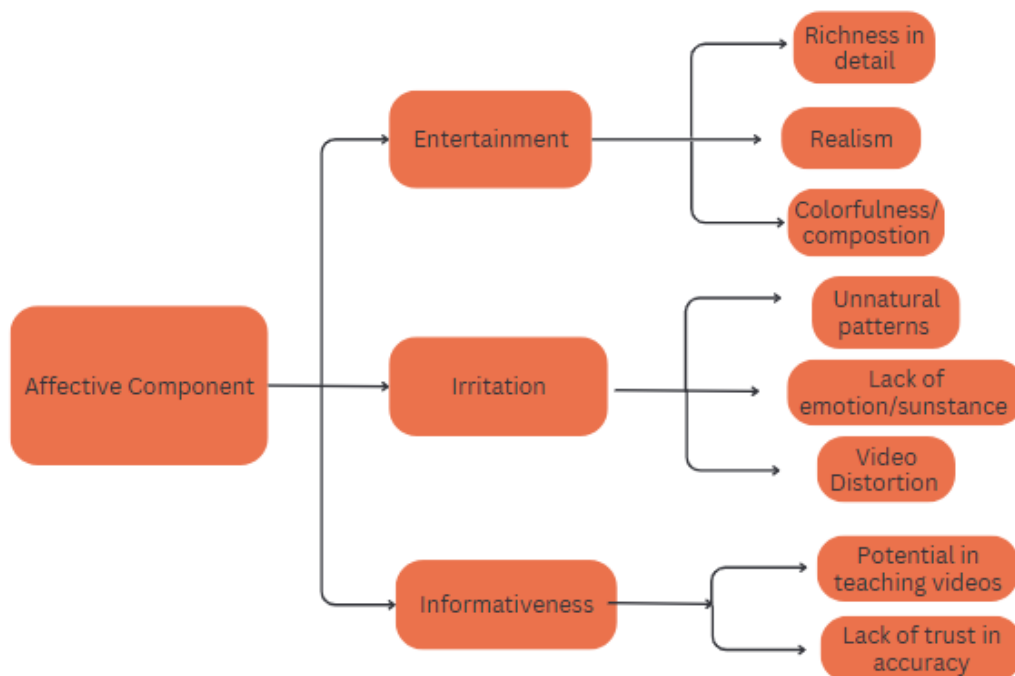 Affective Component
Entertainment
Richness in
detail
Realism
Colorfulness/
compostion
Irritation
Unnatural
patterns
Lack of
emotion/sunstance
Video
Distortion
Informativeness
Potential in
teaching videos
Lack of trust in
accuracy